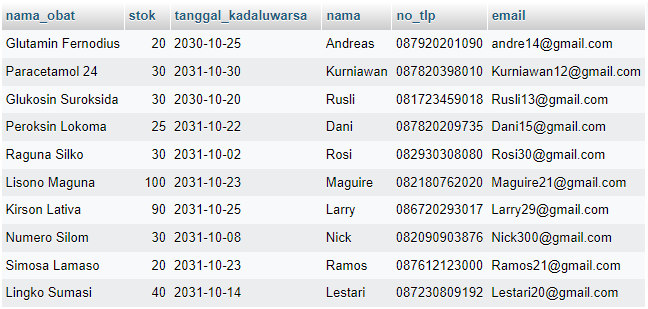 nama_obat stok tanggal_kadaluwarsa nama no_tlp email
Glutamin Fernodius 20 2030-10-25 Andreas 087920201090 andre14@gmail.com
Paracetamol 24 30 2031-10-30 Kurniawan 087820398010 Kurniawan12@gmail.com
Glukosin Suroksida 30 2030-10-20 Rusli 081723459018 Rusli13@gmail.com
Peroksin Lokoma 25 2031-10-22 Dani 087820209735 Dani15@gmail.com
Raguna Silko 30 2031-10-02 Rosi 082930308080 Rosi30@gmail.com
Lisono Maguna 100 2031-10-23 Maguire 082180762020 Maguire21@gmail.com
Kirson Lativa 90 2031-10-25 Larry 086720293017 Larry29@gmail.com
Numero Silom 30 2031-10-08 Nick 082090903876 Nick300@gmail.com
Simosa Lamaso 20 2031-10-23 Ramos 087612123000 Ramos21@gmail.com
Lingko Sumasi 40 2031-10-14 Lestari 087230809192 Lestari20@gmail.com